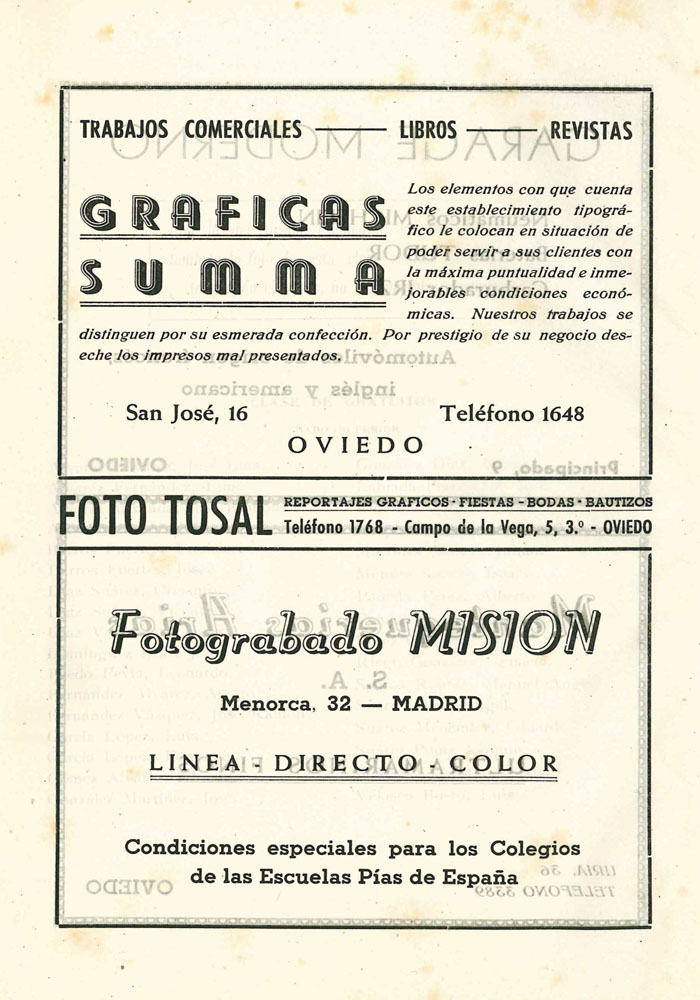 TRABAJOS COMERCIALES — LIBROS — REVISTAS
GRAFICAS
SUMMA
Los elementos con que cuenta
este establecimiento tipográ-
fico le colocan en situación de
poder servir a sus clientes con
la máxima puntualidad e inme-
jorables condiciones econó-
micas. Nuestros trabajos se
distinguen por su esmerada confección. Por prestigio de su negocio des-
eche los impresos mal presentados.
San José, 16 Teléfono 1648
OVIEDO
FOTO TOSAL
REPORTAJES GRAFICOS - FIESTAS - BODAS - BAUTIZOS
Teléfono 1768 - Campo de la Vega, 5, 3.º - OVIEDO
Fotograbado MISION
Menorca, 32 — MADRID
LINEA - DIRECTO - COLOR
Condiciones especiales para los Colegios
de las Escuelas Pías de España